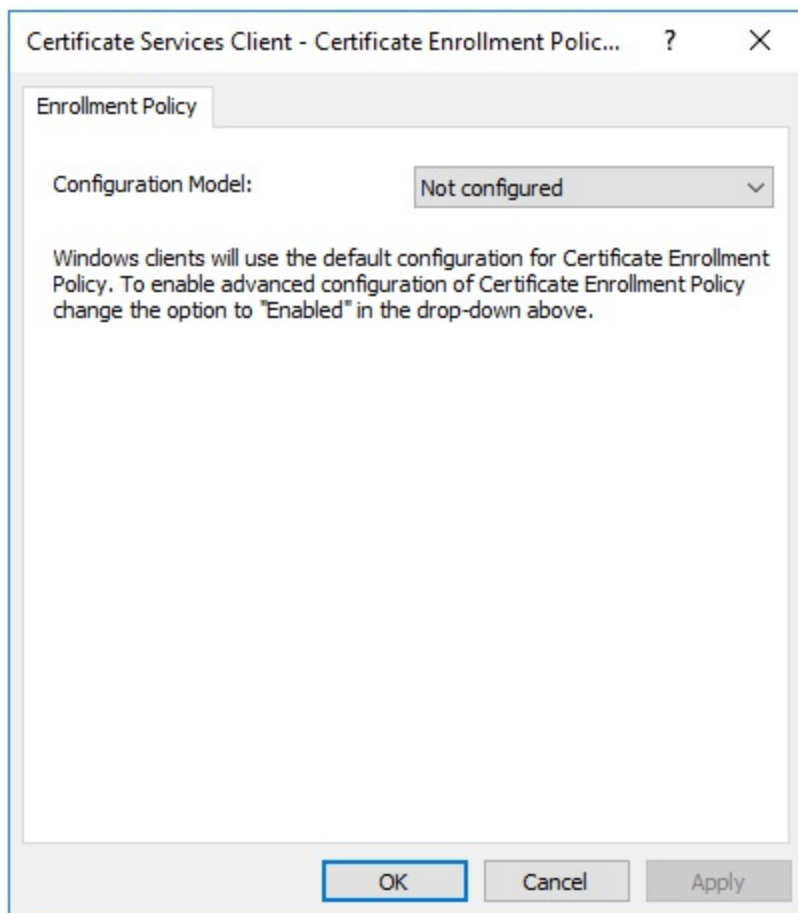 Certificate Services Client - Certificate Enrollment Polic... ? X
Enrollment Policy
Configuration Model: Not configured
Windows clients will use the default configuration for Certificate Enrollment
Policy. To enable advanced configuration of Certificate Enrollment Policy
change the option to "Enabled" in the drop-down above.
OK Cancel Apply